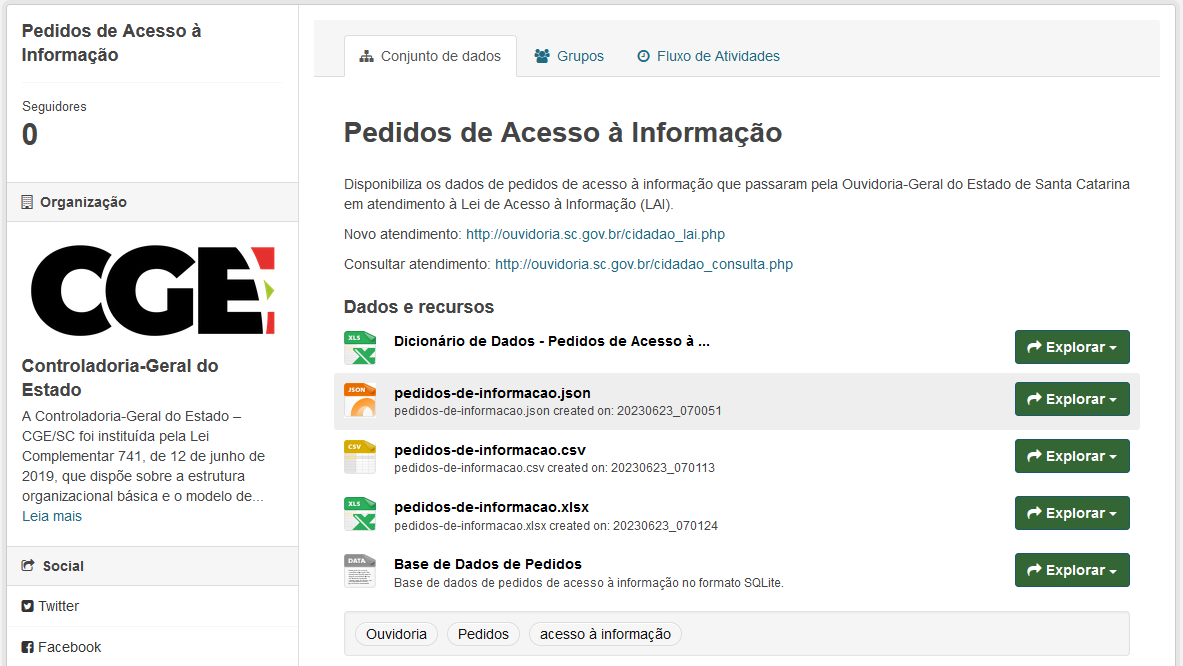 Pedidos de Acesso à
Informação
Seguidores
0
Organização
CGE
Controladoria-Geral do
Estado
A Controladoria-Geral do Estado –
CGE/SC foi instituída pela Lei
Complementar 741, de 12 de junho de
2019, que dispõe sobre a estrutura
organizacional básica e o modelo de...
Leia mais
Social
Twitter
Facebook
Conjunto de dados
Grupos
Fluxo de Atividades
Pedidos de Acesso à Informação
Disponibiliza os dados de pedidos de acesso à informação que passaram pela Ouvidoria-Geral do Estado de Santa Catarina
em atendimento à Lei de Acesso à Informação (LAI).
Novo atendimento: http://ouvidoria.sc.gov.br/cidadao_lai.php
Consultar atendimento: http://ouvidoria.sc.gov.br/cidadao_consulta.php
Dados e recursos
XLS
Dicionário de Dados - Pedidos de Acesso à ...
Explorar
JSON
pedidos-de-informacao.json
pedidos-de-informacao.json created on: 20230623_070051
Explorar
CSV
pedidos-de-informacao.csv
pedidos-de-informacao.csv created on: 20230623_070113
Explorar
XLS
pedidos-de-informacao.xlsx
pedidos-de-informacao.xlsx created on: 20230623_070124
Explorar
DATA
Base de Dados de Pedidos
Base de dados de pedidos de acesso à informação no formato SQLite.
Explorar
Ouvidoria
Pedidos
acesso à informação